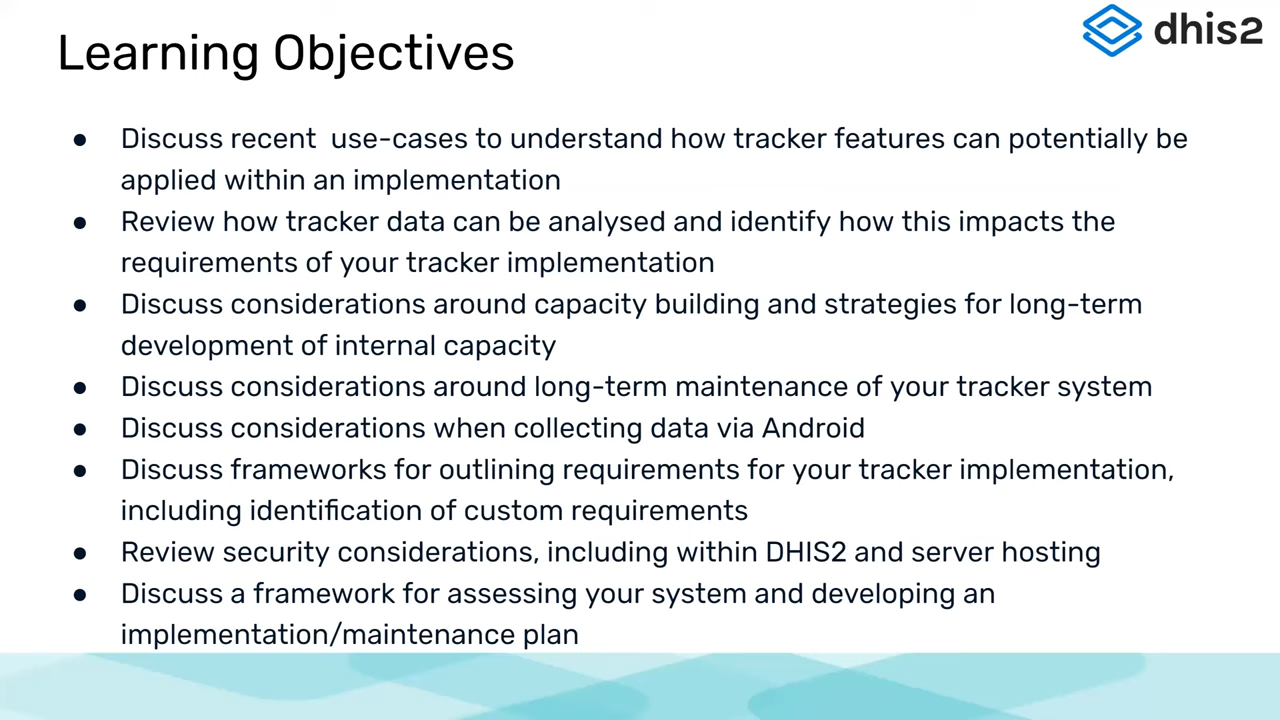 Learning Objectives
dhis2
● Discuss recent  use-cases to understand how tracker features can potentially be
applied within an implementation
● Review how tracker data can be analysed and identify how this impacts the
requirements of your tracker implementation
● Discuss considerations around capacity building and strategies for long-term
development of internal capacity
● Discuss considerations around long-term maintenance of your tracker system
● Discuss considerations when collecting data via Android
● Discuss frameworks for outlining requirements for your tracker implementation,
including identification of custom requirements
● Review security considerations, including within DHIS2 and server hosting
● Discuss a framework for assessing your system and developing an
implementation/maintenance plan